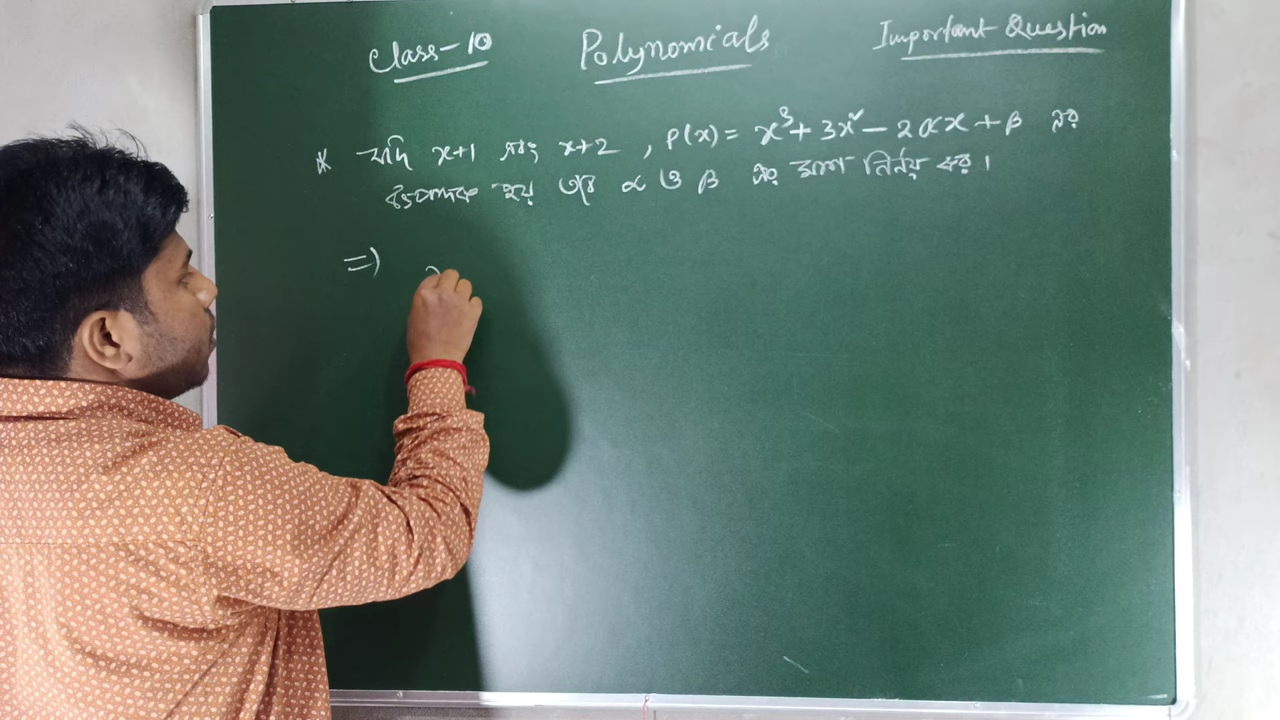 Class-10 Polynomials Important Question
* যদি x+1 এবং x+2 , P(x) = x³ + 3x² - 2αx + β এর
উৎপাদক হয় তবে α ও β এর মান নির্ণয় কর।
=)